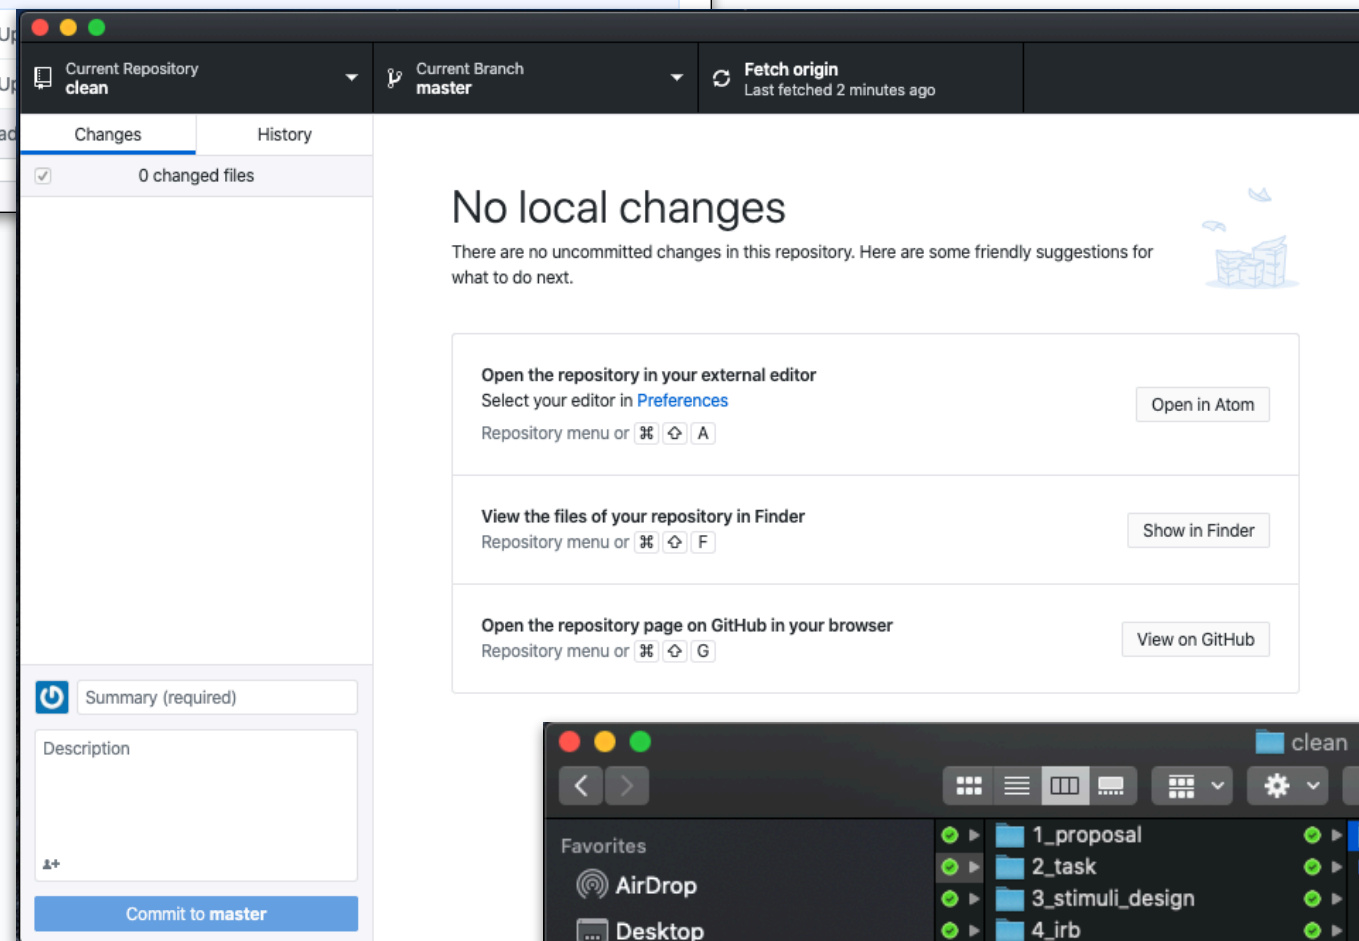 Up
Up
ad
Current Repository
clean
Current Branch
master
Fetch origin
Last fetched 2 minutes ago
Changes
History
0 changed files
No local changes
There are no uncommitted changes in this repository. Here are some friendly suggestions for
what to do next.
Open the repository in your external editor
Select your editor in Preferences
Repository menu or ⌘ ⇧ A
Open in Atom
View the files of your repository in Finder
Repository menu or ⌘ ⇧ F
Show in Finder
Open the repository page on GitHub in your browser
Repository menu or ⌘ ⇧ G
View on GitHub
Summary (required)
Description
Commit to master
clean
Favorites
AirDrop
Desktop
1_proposal
2_task
3_stimuli_design
4_irb